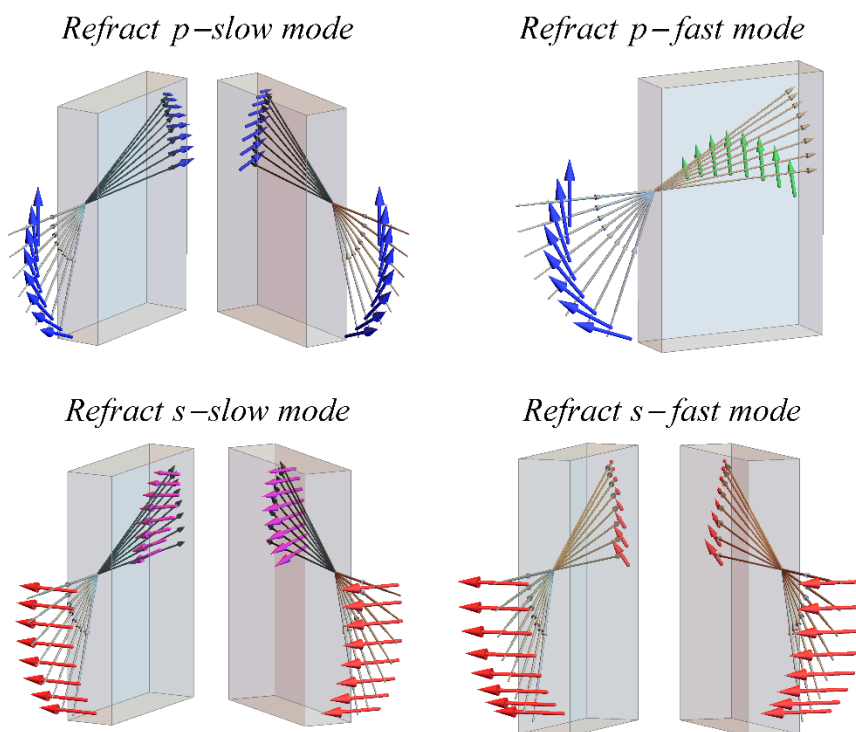 Refract p−slow mode
Refract p−fast mode
Refract s−slow mode
Refract s−fast mode